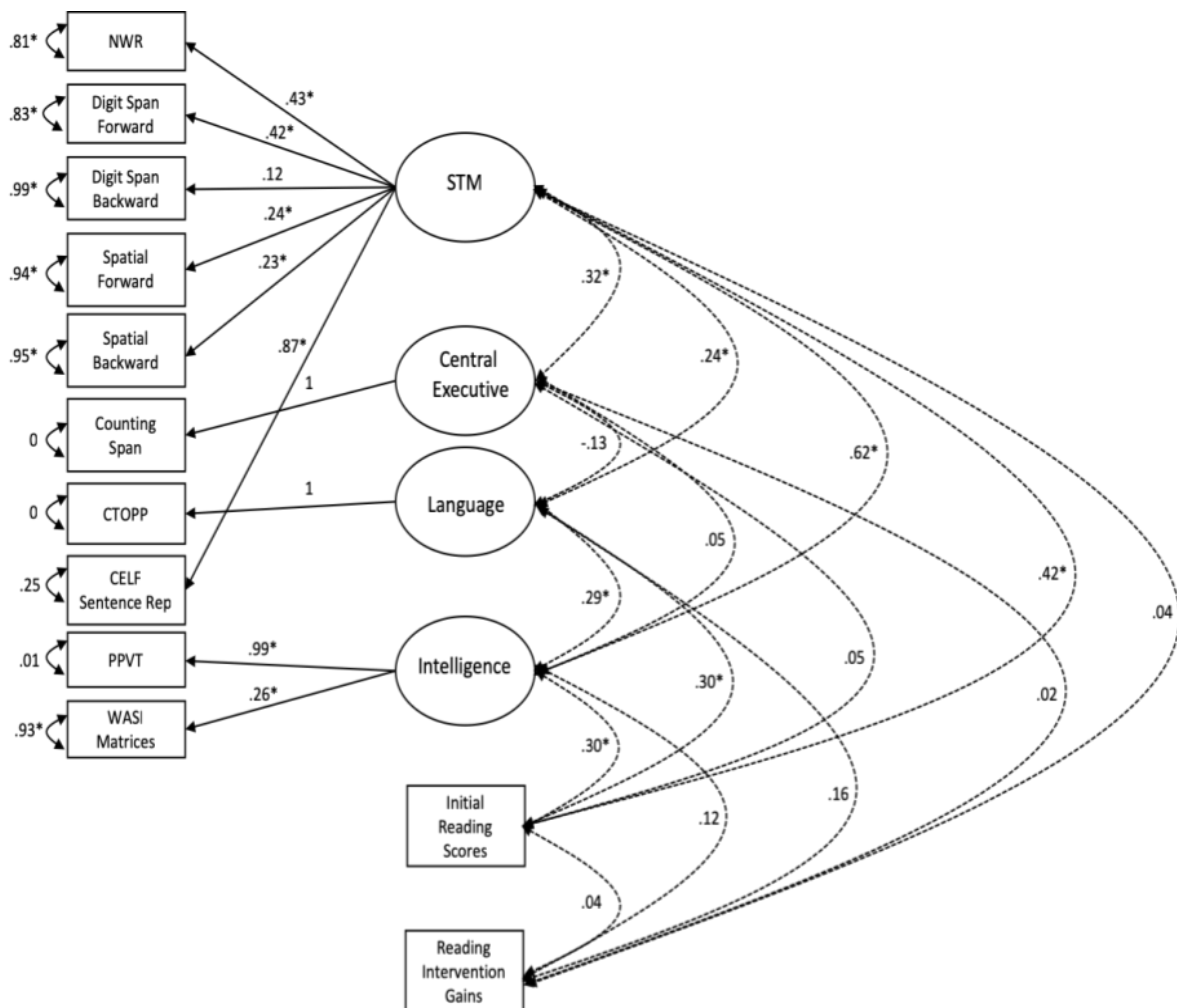 .81*
NWR
.43*
.83*
Digit Span
Forward
.42*
.99*
Digit Span
Backward
.12
STM
.94*
Spatial
Forward
.24*
.95*
Spatial
Backward
.23*
.32*
.87*
Central
Executive
.24*
0
Counting
Span
1
-.13
.62*
0
CTOPP
1
Language
.05
.25
CELF
Sentence Rep
.29*
.42*
.04
.01
PPVT
.99*
Intelligence
.05
.93*
WASI
Matrices
.26*
.30*
.02
.30*
Initial
Reading
Scores
.12
.16
.04
Reading
Intervention
Gains